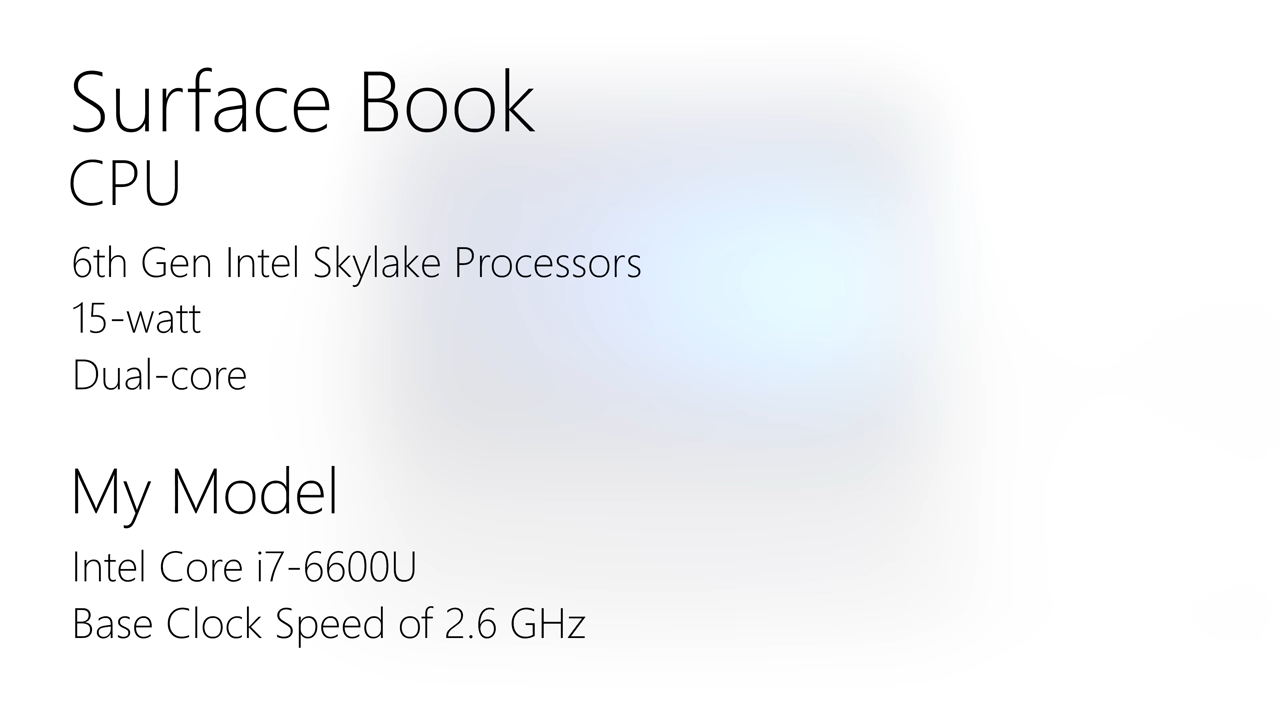 Surface Book
CPU
6th Gen Intel Skylake Processors
15-watt
Dual-core
My Model
Intel Core i7-6600U
Base Clock Speed of 2.6 GHz